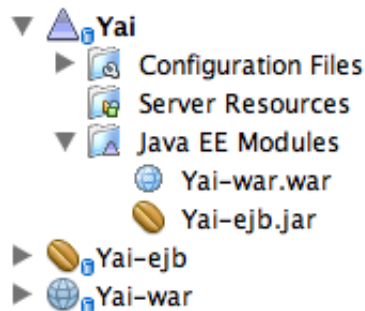 Yai
Configuration Files
Server Resources
Java EE Modules
Yai-war.war
Yai-ejb.jar
Yai-ejb
Yai-war